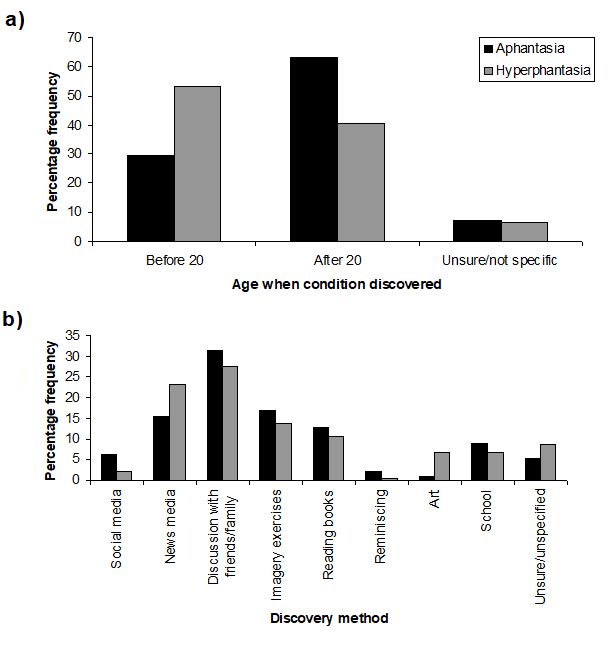 a)
70
60
50
40
30
20
10
0
Percentage frequency
Aphantasia
Hyperphantasia
Before 20
After 20
Unsure/not specific
Age when condition discovered
b)
35
30
25
20
15
10
5
0
Percentage frequency
Social media
News media
Discussion with
friends/family
Imagery exercises
Reading books
Reminiscing
Art
School
Unsure/unspecified
Discovery method